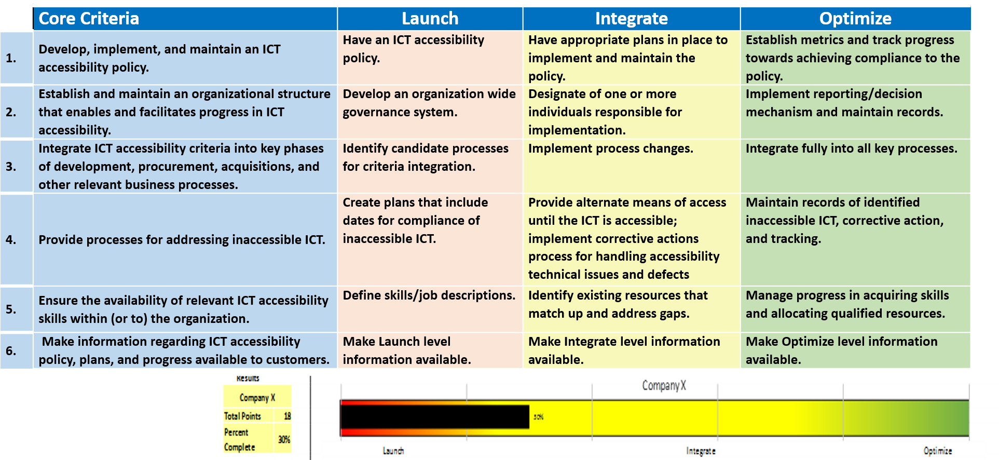 Core Criteria Launch Integrate Optimize
1.
Develop, implement, and maintain an ICT
accessibility policy.
Have an ICT accessibility
policy.
Have appropriate plans in place to
implement and maintain the
policy.
Establish metrics and track progress
towards achieving compliance to the
policy.
2.
Establish and maintain an organizational structure
that enables and facilitates progress in ICT
accessibility.
Develop an organization wide
governance system.
Designate of one or more
individuals responsible for
implementation.
Implement reporting/decision
mechanism and maintain records.
3.
Integrate ICT accessibility criteria into key phases
of development, procurement, acquisitions, and
other relevant business processes.
Identify candidate processes
for criteria integration.
Implement process changes.
Integrate fully into all key processes.
4.
Provide processes for addressing inaccessible ICT.
Create plans that include
dates for compliance of
inaccessible ICT.
Provide alternate means of access
until the ICT is accessible;
implement corrective actions
process for handling accessibility
technical issues and defects
Maintain records of identified
inaccessible ICT, corrective action,
and tracking.
5.
Ensure the availability of relevant ICT accessibility
skills within (or to) the organization.
Define skills/job descriptions.
Identify existing resources that
match up and address gaps.
Manage progress in acquiring skills
and allocating qualified resources.
6.
Make information regarding ICT accessibility
policy, plans, and progress available to customers.
Make Launch level
information available.
Make Integrate level information
available.
Make Optimize level information
available.
Results
Company X
Total Points 18
Percent
Complete
30%
Company X
30%
Launch Integrate Optimize